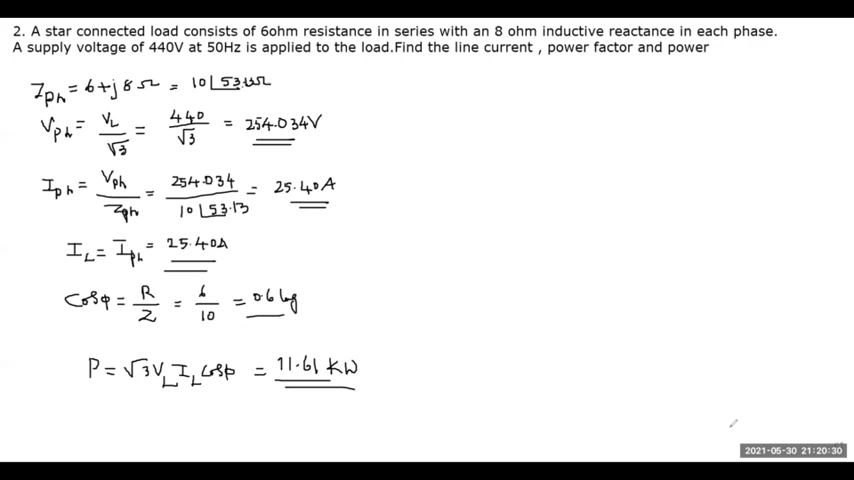 2. A star connected load consists of 6ohm resistance in series with an 8 ohm inductive reactance in each phase.
A supply voltage of 440V at 50Hz is applied to the load.Find the line current , power factor and power
Zph = 6+j8Ω = 10∠53.13Ω
Vph = VL/√3 = 440/√3 = 254.034V
Iph = Vph/Zph = 254.034/10∠53.13 = 25.40A
IL = Iph = 25.40A
Cosφ = R/Z = 6/10 = 0.6 lag
P = √3 VL IL cosφ = 11.61 KW
2021-05-30 21:20:30